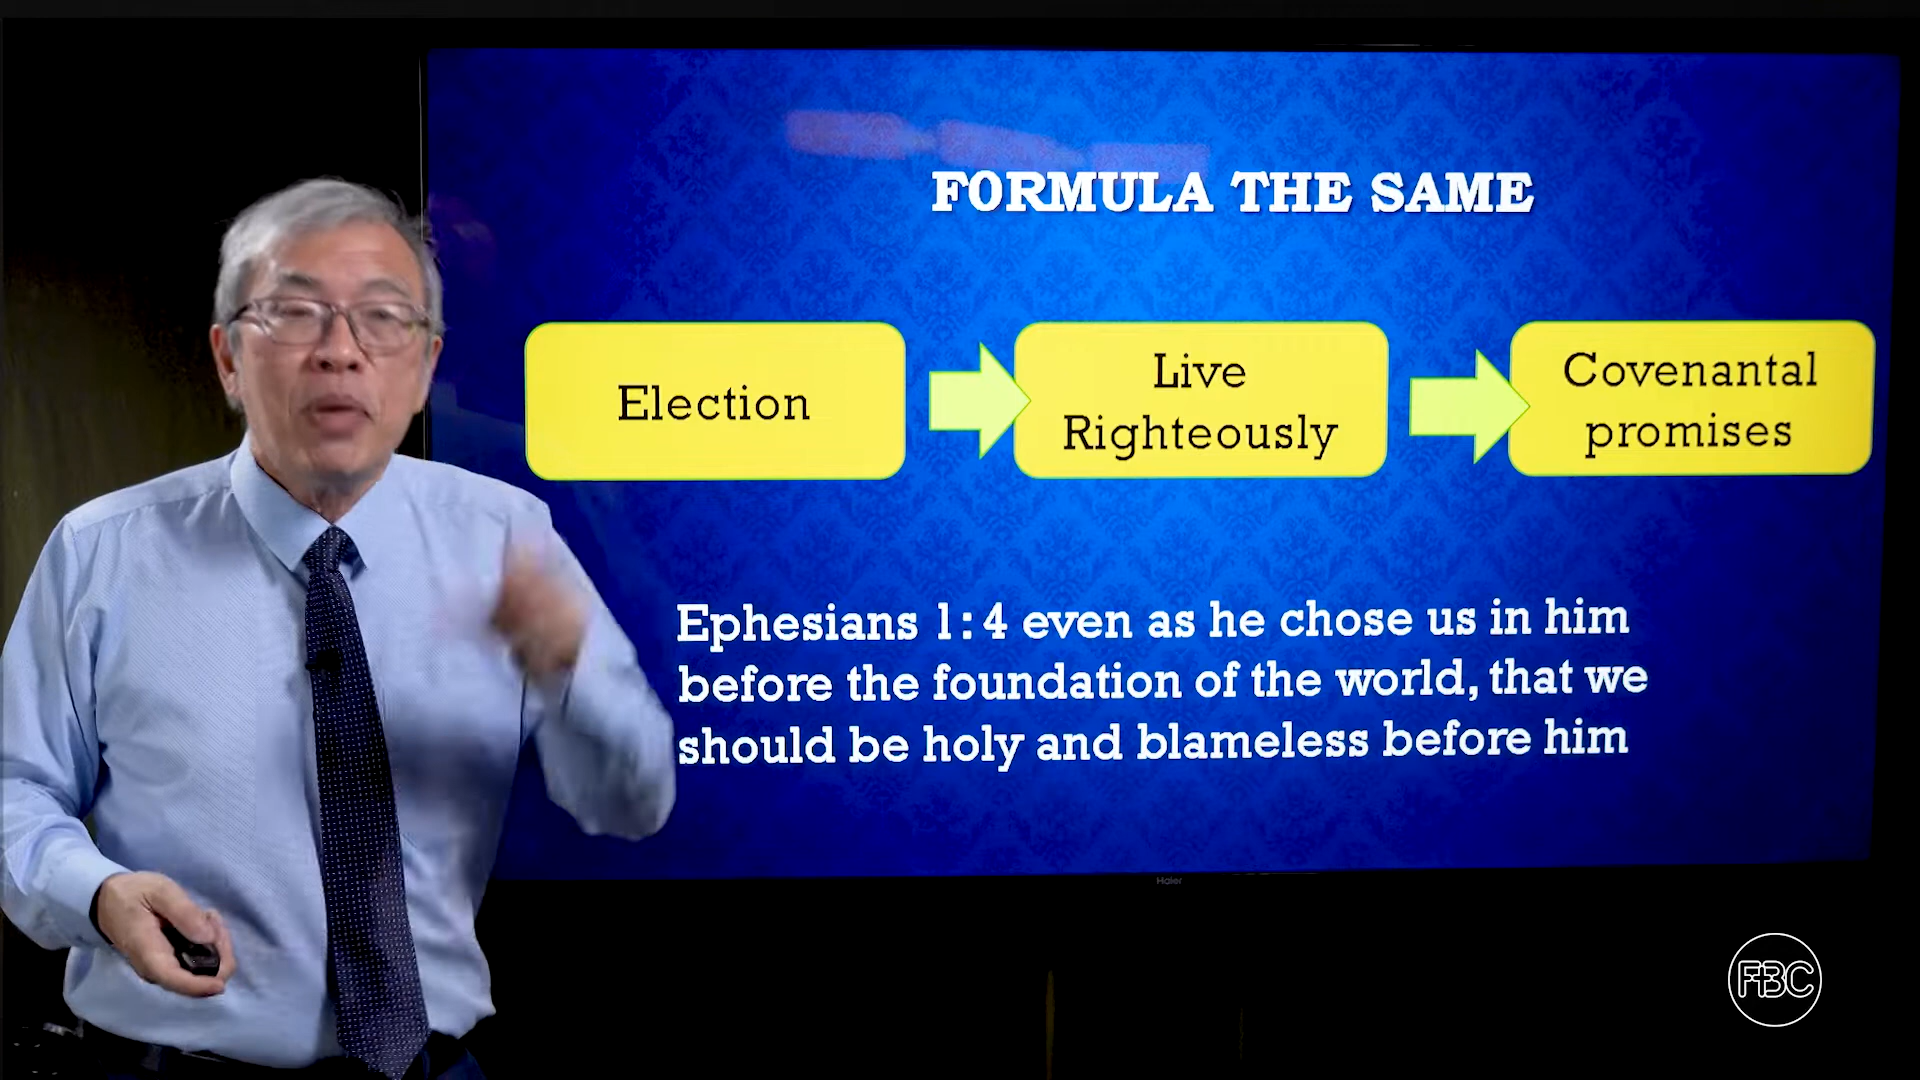 FORMULA THE SAME
Election
Live
Righteously
Covenantal
promises
Ephesians 1:4 even as he chose us in him
before the foundation of the world, that we
should be holy and blameless before him
Haier
FBC